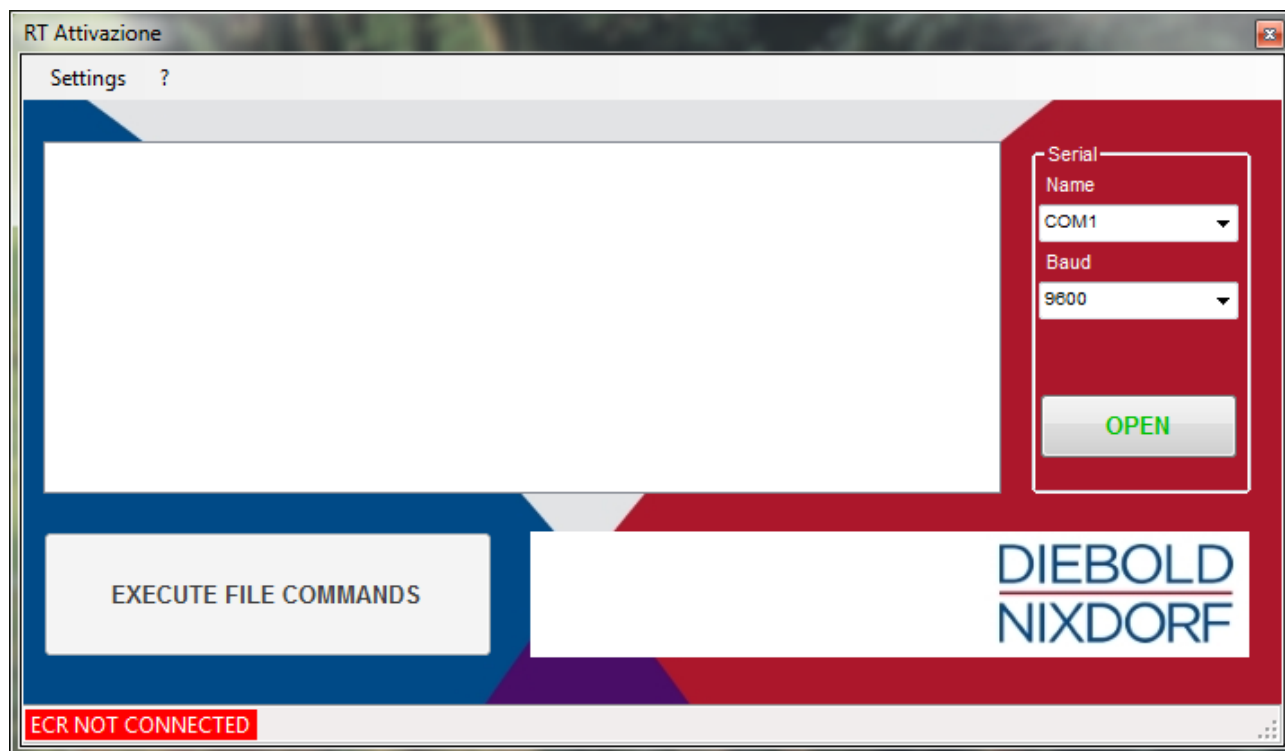 RT Attivazione
Settings ?
Serial
Name
COM1
Baud
9600
OPEN
EXECUTE FILE COMMANDS
DIEBOLD
NIXDORF
ECR NOT CONNECTED